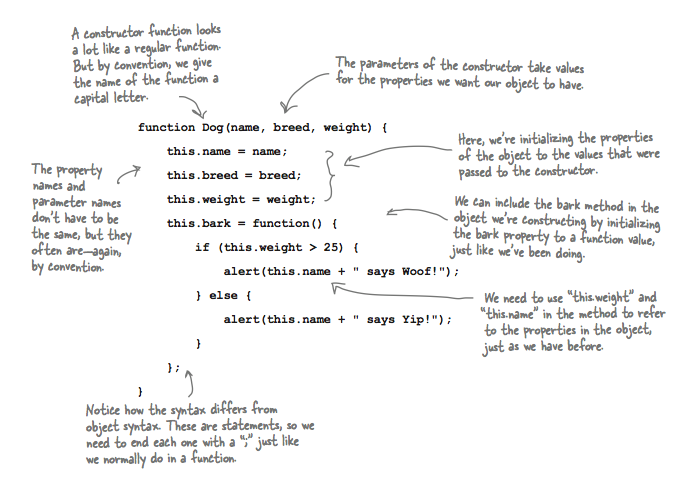 A constructor function looks
a lot like a regular function.
But by convention, we give
the name of the function a
capital letter.
The parameters of the constructor take values
for the properties we want our object to have.
function Dog(name, breed, weight) {
this.name = name;
this.breed = breed;
this.weight = weight;
this.bark = function() {
if (this.weight > 25) {
alert(this.name + " says Woof!");
} else {
alert(this.name + " says Yip!");
}
};
}
The property
names and
parameter names
don't have to be
the same, but they
often are—again,
by convention.
Here, we're initializing the properties
of the object to the values that were
passed to the constructor.
We can include the bark method in the
object we're constructing by initializing
the bark property to a function value,
just like we've been doing.
We need to use "this.weight" and
"this.name" in the method to refer
to the properties in the object,
just as we have before.
Notice how the syntax differs from
object syntax. These are statements, so we
need to end each one with a ";" just like
we normally do in a function.